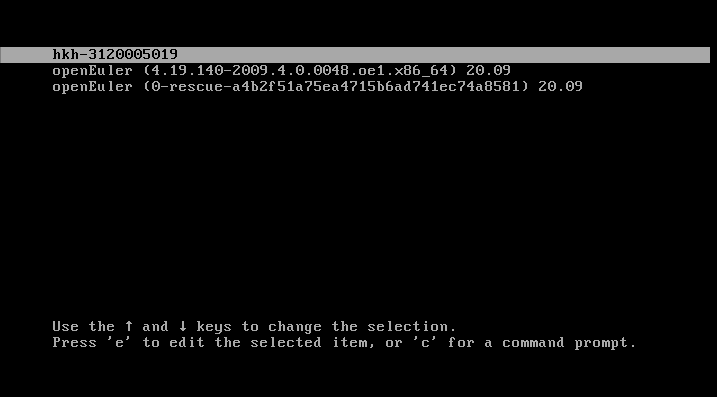 hkh-3120005019
openEuler (4.19.140-2009.4.0.0048.oe1.x86_64) 20.09
openEuler (0-rescue-a4b2f51a75ea4715b6ad741ec74a8581) 20.09
Use the ↑ and ↓ keys to change the selection.
Press 'e' to edit the selected item, or 'c' for a command prompt.